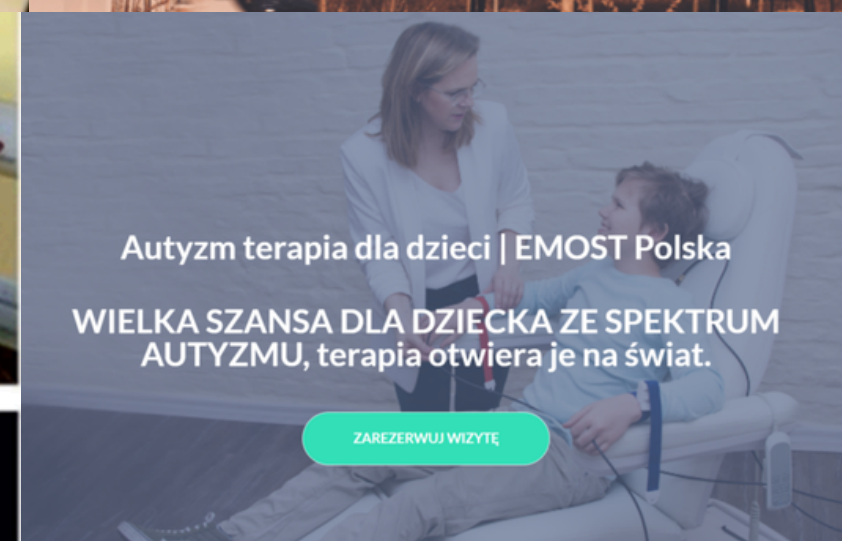 Autyzm terapia dla dzieci | EMOST Polska
WIELKA SZANSA DLA DZIECKA ZE SPEKTRUM
AUTYZMU, terapia otwiera je na świat.
ZAREZERWUJ WIZYTĘ